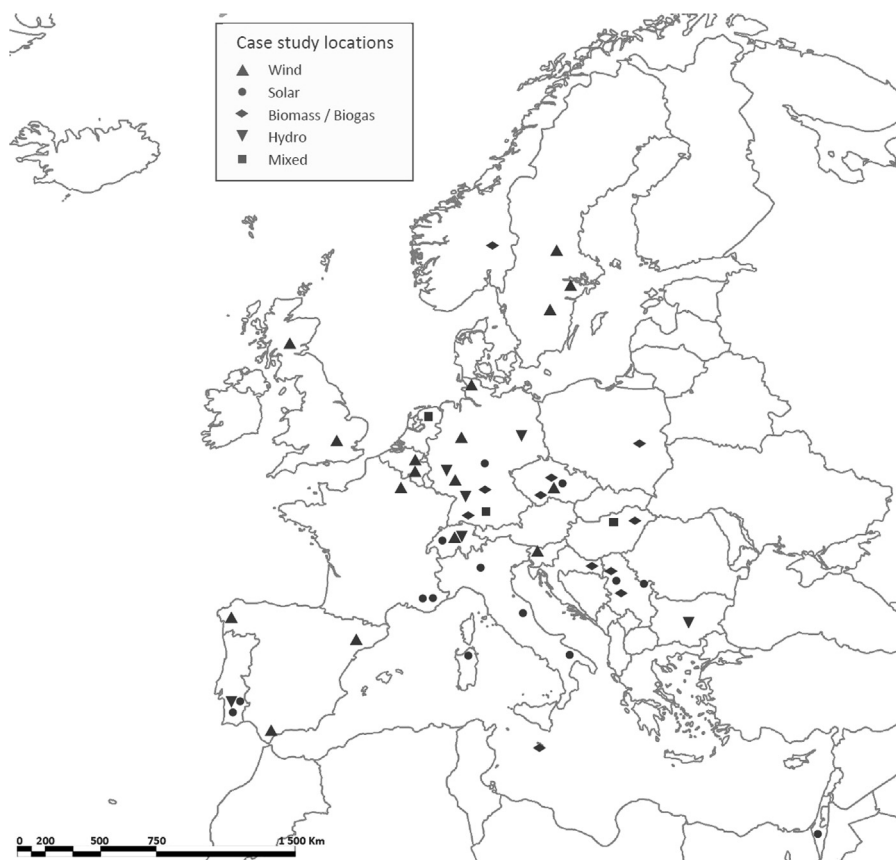 Case study locations
Wind
Solar
Biomass / Biogas
Hydro
Mixed
0 200 500 750 1 500 Km